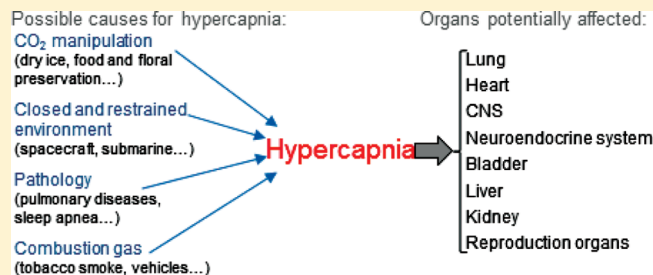 Possible causes for hypercapnia:
CO₂ manipulation
(dry ice, food and floral
preservation…)
Closed and restrained
environment
(spacecraft, submarine…)
Pathology
(pulmonary diseases,
sleep apnea…)
Combustion gas
(tobacco smoke, vehicles…)
Hypercapnia
Organs potentially affected:
Lung
Heart
CNS
Neuroendocrine system
Bladder
Liver
Kidney
Reproduction organs